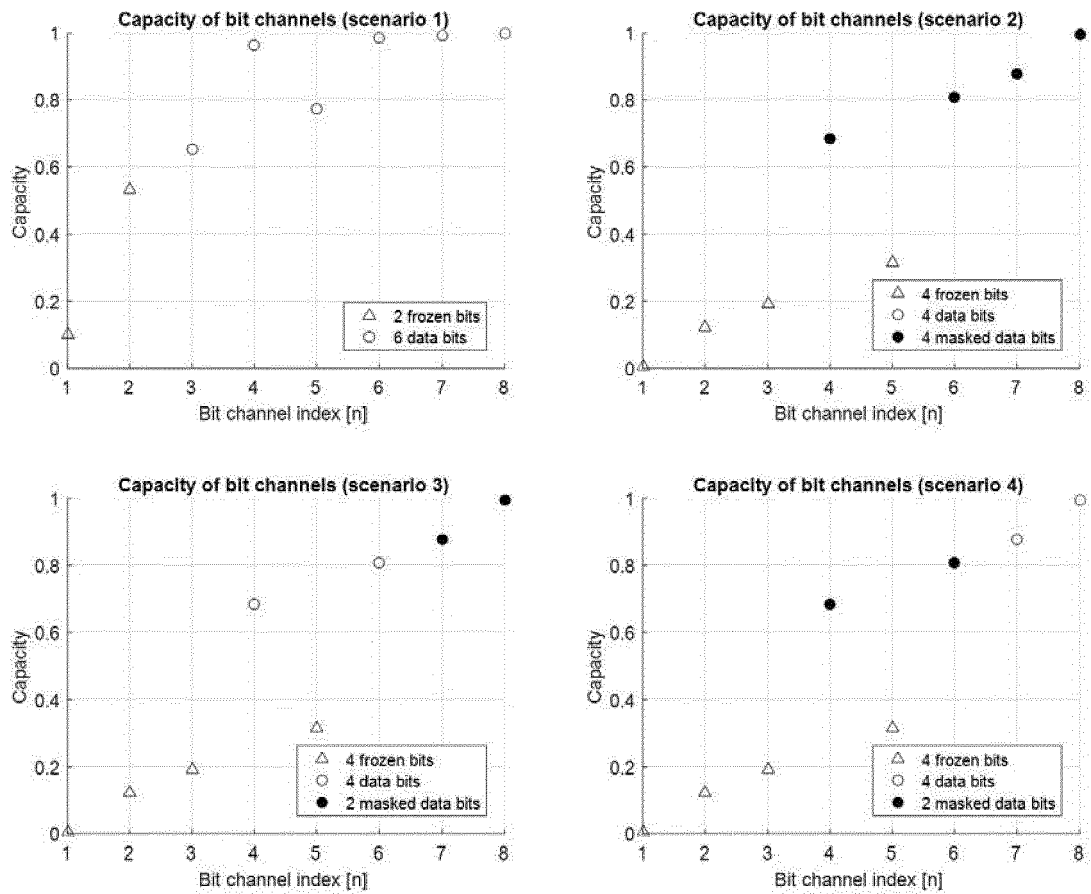 Capacity of bit channels (scenario 1)
1
0.8
0.6
0.4
0.2
0
Capacity
1 2 3 4 5 6 7 8
Bit channel index [n]
2 frozen bits
6 data bits
Capacity of bit channels (scenario 2)
1
0.8
0.6
0.4
0.2
0
Capacity
1 2 3 4 5 6 7 8
Bit channel index [n]
4 frozen bits
4 data bits
4 masked data bits
Capacity of bit channels (scenario 3)
1
0.8
0.6
0.4
0.2
0
Capacity
1 2 3 4 5 6 7 8
Bit channel index [n]
4 frozen bits
4 data bits
2 masked data bits
Capacity of bit channels (scenario 4)
1
0.8
0.6
0.4
0.2
0
Capacity
1 2 3 4 5 6 7 8
Bit channel index [n]
4 frozen bits
4 data bits
2 masked data bits